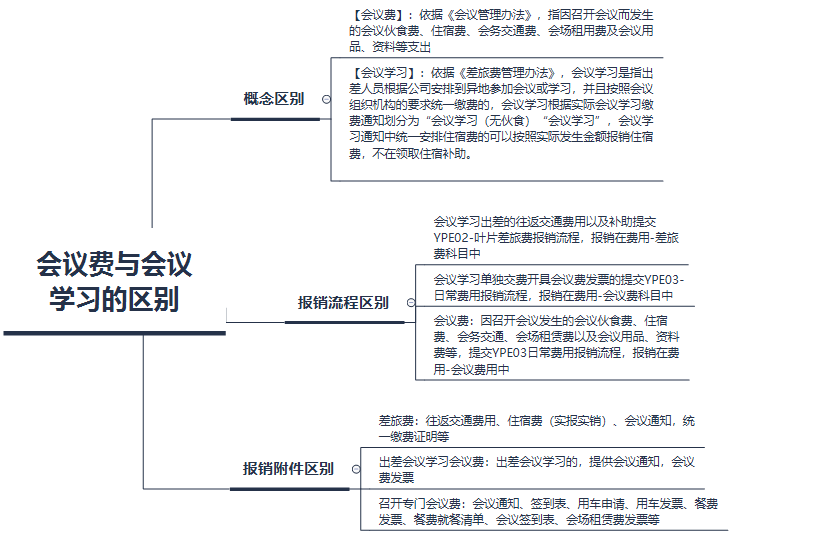 会议费与会议
学习的区别
概念区别
【会议费】：依据《会议管理办法》，指因召开会议而发生
的会议伙食费、住宿费、会务交通费、会场租用费及会议用
品、资料等支出
【会议学习】：依据《差旅费管理办法》，会议学习是指出
差人员根据公司安排到异地参加会议或学习，并且按照会议
组织机构的要求统一缴费的，会议学习根据实际会议学习缴
费通知划分为“会议学习（无伙食）“会议学习”，会议学
习通知中统一安排住宿费的可以按照实际发生金额报销住宿
费，不在领取住宿补助。
报销流程区别
会议学习出差的往返交通费用以及补助提交
YPE02-叶片差旅费报销流程，报销在费用-差旅
费科目中
会议学习单独交费开具会议费发票的提交YPE03-
日常费用报销流程，报销在费用-会议费科目中
会议费：因召开会议发生的会议伙食费、住宿
费、会务交通、会场租赁费以及会议用品、资料
费等，提交YPE03日常费用报销流程，报销在费
用-会议费用中
报销附件区别
差旅费：往返交通费用、住宿费（实报实销）、会议通知，统
一缴费证明等
出差会议学习会议费：出差会议学习的，提供会议通知，会议
费发票
召开专门会议费：会议通知、签到表、用车申请、用车发票、餐费
发票、餐费就餐清单、会议签到表、会场租赁费发票等